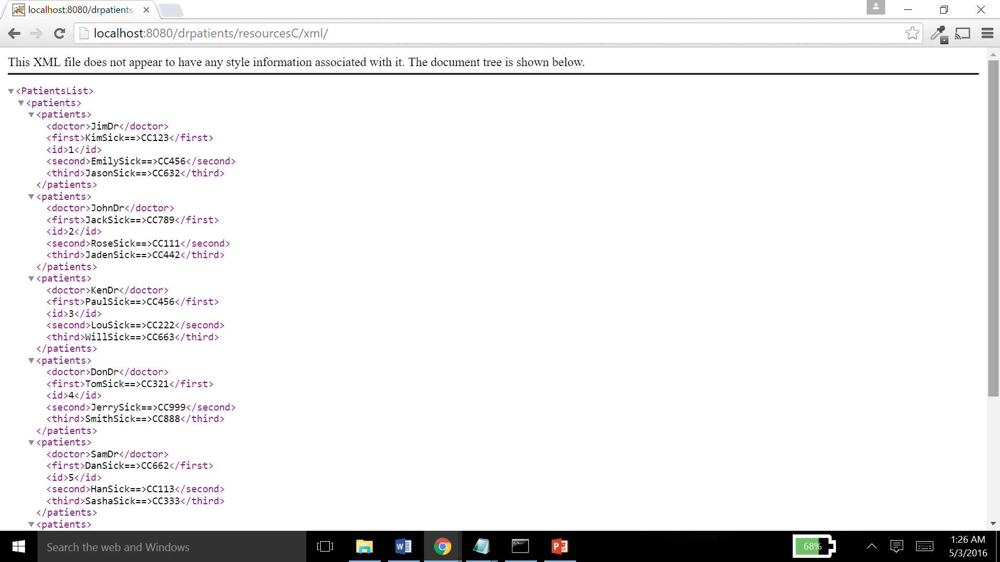 localhost:8080/drpatients/
localhost:8080/drpatients/resourcesC/xml/
This XML file does not appear to have any style information associated with it. The document tree is shown below.
<PatientsList>
<patients>
<patients>
<doctor>JimDr</doctor>
<first>KimSick==>CC123</first>
<id>1</id>
<second>EmilySick==>CC456</second>
<third>JasonSick==>CC632</third>
</patients>
<patients>
<doctor>JohnDr</doctor>
<first>JackSick==>CC789</first>
<id>2</id>
<second>RoseSick==>CC111</second>
<third>JadenSick==>CC442</third>
</patients>
<patients>
<doctor>KenDr</doctor>
<first>PaulSick==>CC456</first>
<id>3</id>
<second>LouSick==>CC222</second>
<third>WillSick==>CC663</third>
</patients>
<patients>
<doctor>DonDr</doctor>
<first>TomSick==>CC321</first>
<id>4</id>
<second>JerrySick==>CC999</second>
<third>SmithSick==>CC888</third>
</patients>
<patients>
<doctor>SamDr</doctor>
<first>DanSick==>CC662</first>
<id>5</id>
<second>HanSick==>CC113</second>
<third>SashaSick==>CC333</third>
</patients>
<patients>
Search the web and Windows
68%
1:26 AM
5/3/2016